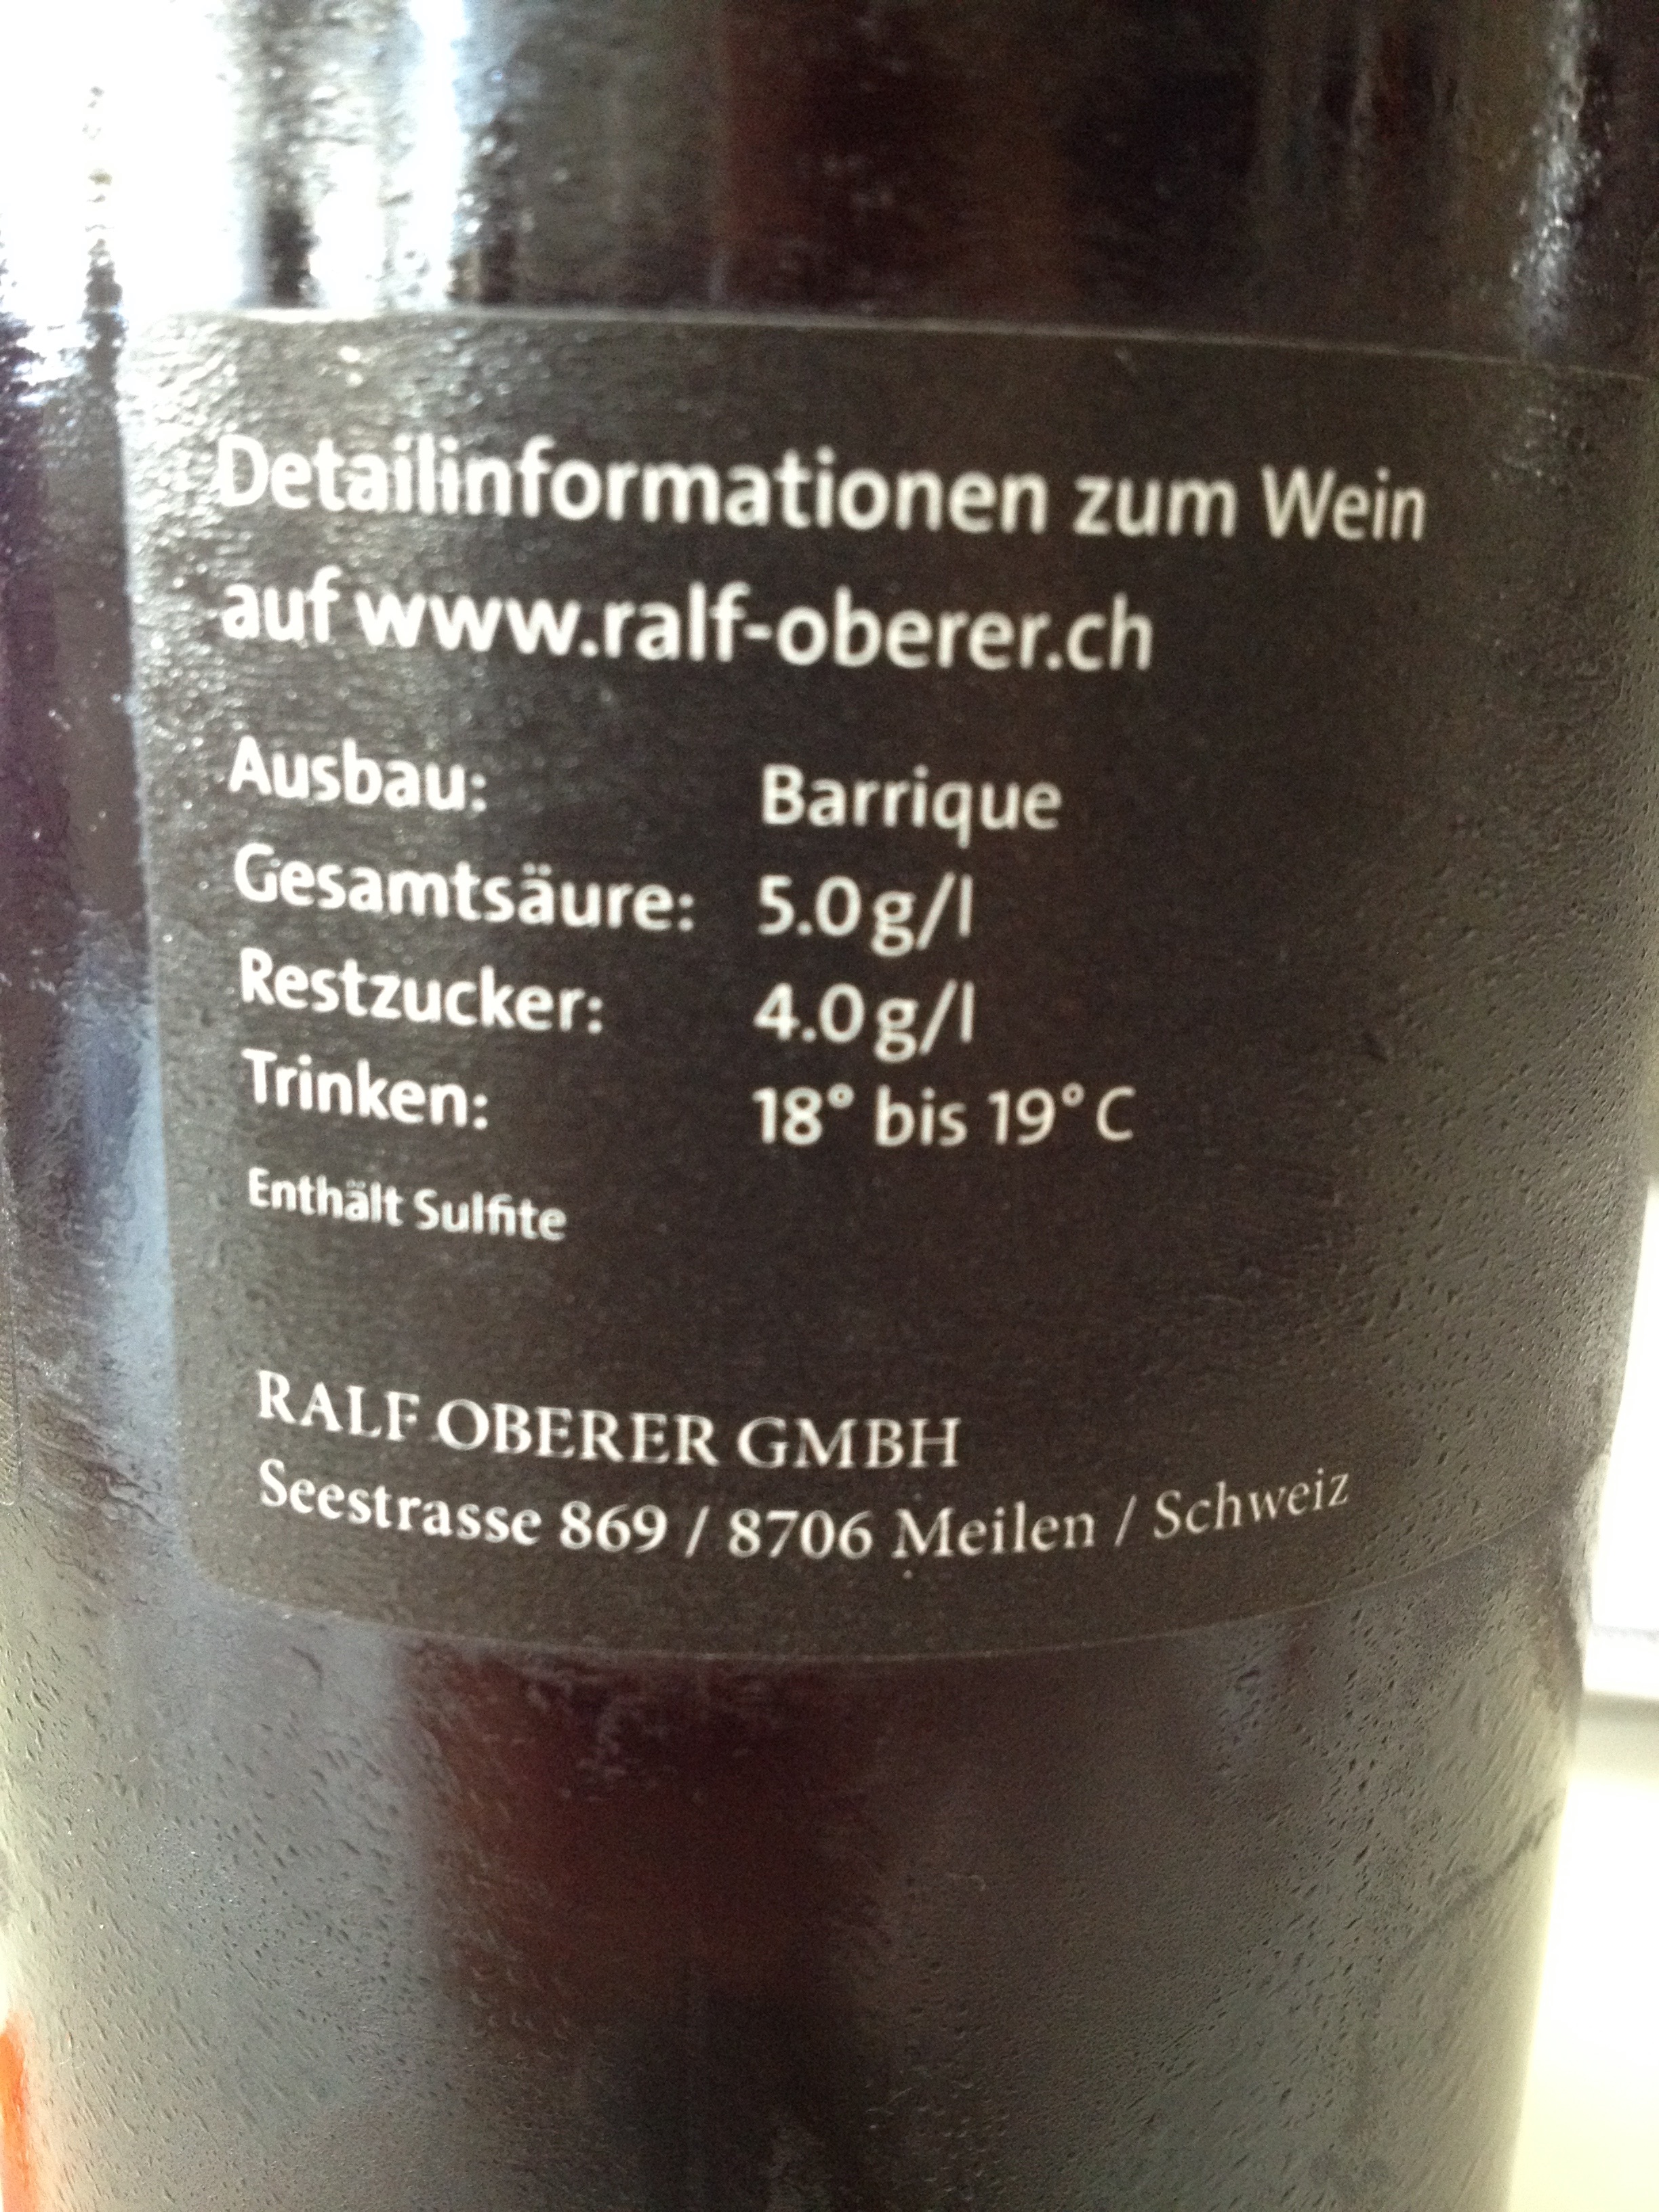 Detailinformationen zum Wein
auf www.ralf-oberer.ch
Ausbau: Barrique
Gesamtsäure: 5.0 g/l
Restzucker: 4.0 g/l
Trinken: 18° bis 19° C
Enthält Sulfite
RALF OBERER GMBH
Seestrasse 869 / 8706 Meilen / Schweiz